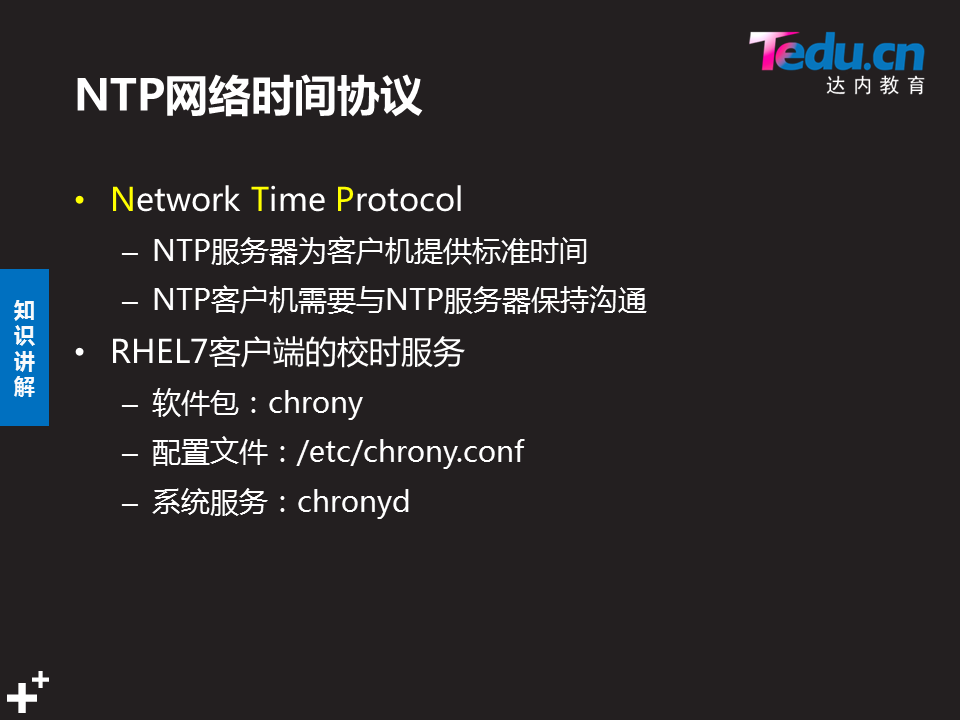 Tedu.cn
达内教育
NTP网络时间协议
• Network Time Protocol
– NTP服务器为客户机提供标准时间
– NTP客户机需要与NTP服务器保持沟通
• RHEL7客户端的校时服务
– 软件包：chrony
– 配置文件：/etc/chrony.conf
– 系统服务：chronyd
知识讲解